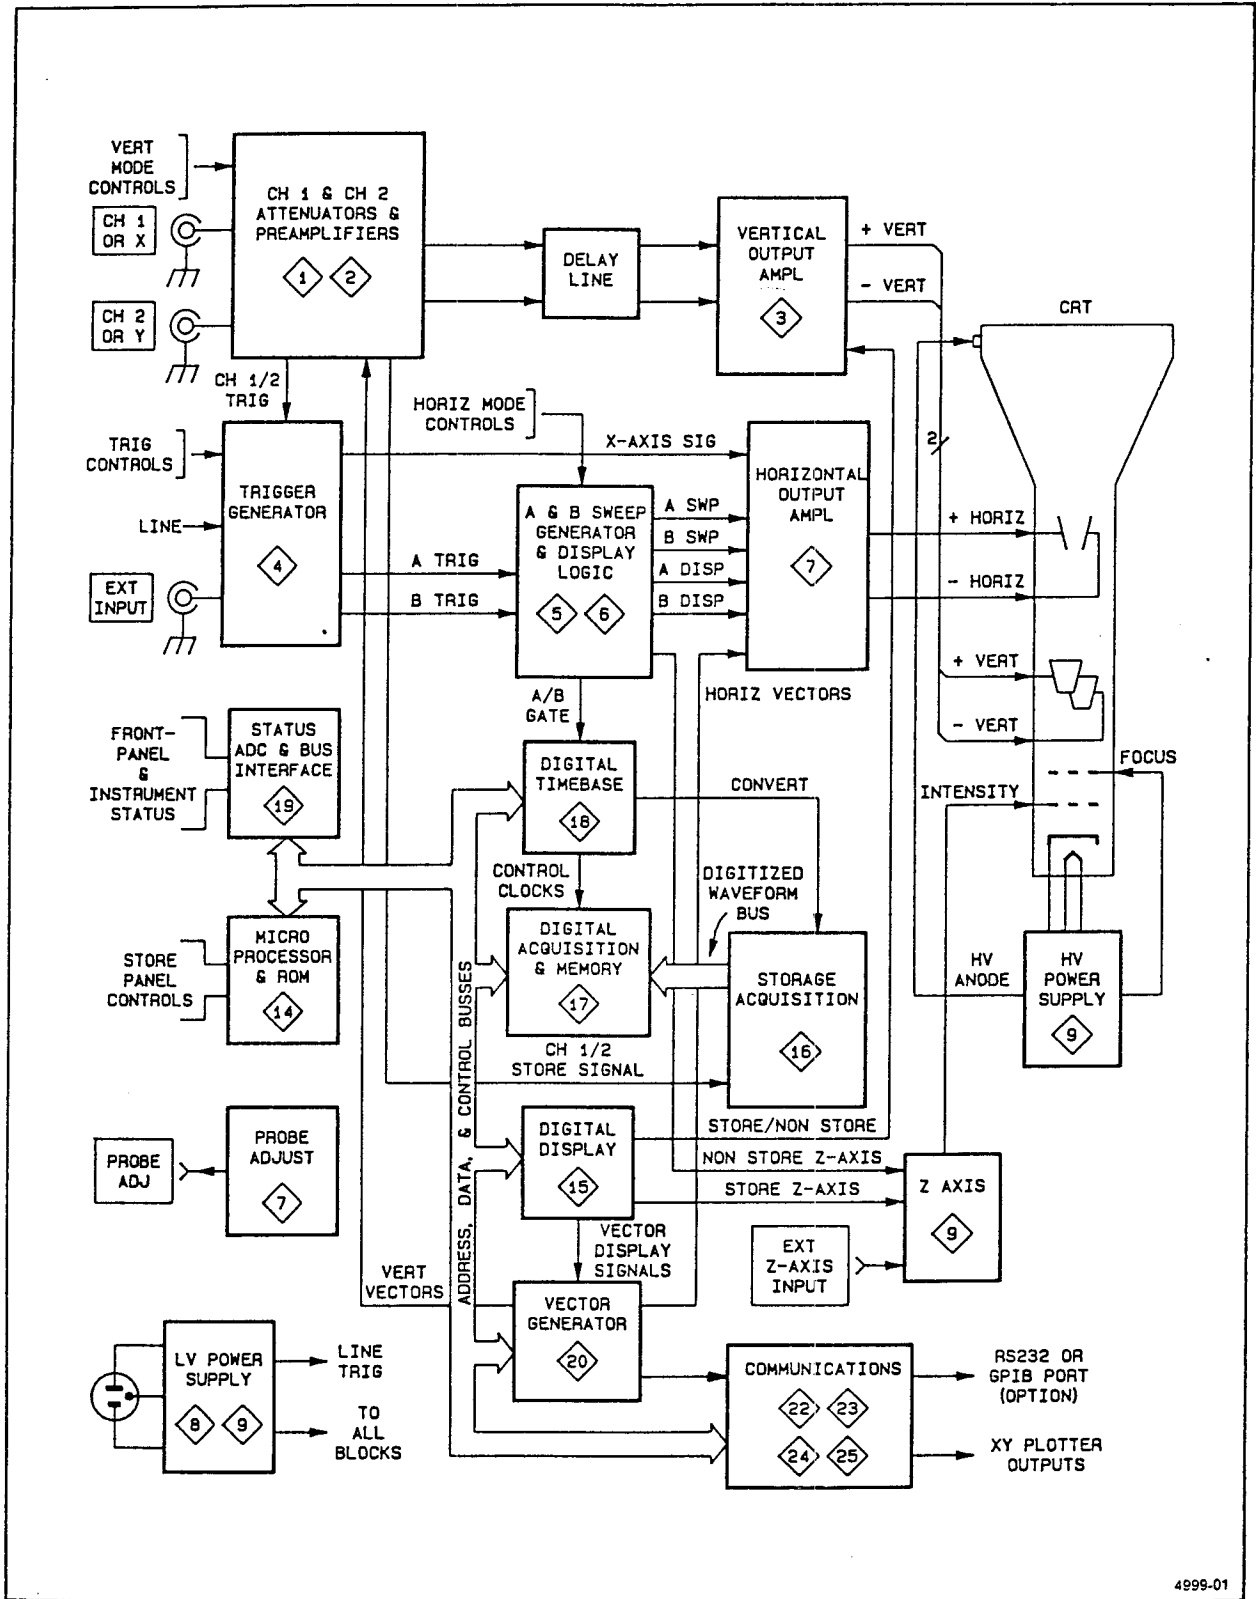 VERT
MODE
CONTROLS
CH 1
OR X
CH 2
OR Y
CH 1 & CH 2
ATTENUATORS &
PREAMPLIFIERS
1 2
DELAY
LINE
VERTICAL
OUTPUT
AMPL
3
+ VERT
- VERT
CRT
CH 1/2
TRIG
HORIZ MODE
CONTROLS
TRIG
CONTROLS
LINE
EXT
INPUT
TRIGGER
GENERATOR
4
X-AXIS SIG
A TRIG
B TRIG
A & B SWEEP
GENERATOR
& DISPLAY
LOGIC
5 6
A SWP
B SWP
A DISP
B DISP
HORIZONTAL
OUTPUT
AMPL
7
2
+ HORIZ
- HORIZ
+ VERT
- VERT
FOCUS
INTENSITY
HORIZ VECTORS
A/B
GATE
FRONT-
PANEL
&
INSTRUMENT
STATUS
STATUS
ADC & BUS
INTERFACE
19
DIGITAL
TIMEBASE
18
CONVERT
CONTROL
CLOCKS
DIGITIZED
WAVEFORM
BUS
STORE
PANEL
CONTROLS
MICRO
PROCESSOR
& ROM
14
DIGITAL
ACQUISITION
& MEMORY
17
STORAGE
ACQUISITION
16
HV
ANODE
HV
POWER
SUPPLY
9
CH 1/2
STORE SIGNAL
ADDRESS, DATA, & CONTROL BUSSES
PROBE
ADJ
PROBE
ADJUST
7
DIGITAL
DISPLAY
15
STORE/NON STORE
NON STORE Z-AXIS
STORE Z-AXIS
Z AXIS
9
EXT
Z-AXIS
INPUT
VECTOR
DISPLAY
SIGNALS
VERT
VECTORS
VECTOR
GENERATOR
20
LV POWER
SUPPLY
8 9
LINE
TRIG
TO
ALL
BLOCKS
COMMUNICATIONS
22 23
24 25
RS232 OR
GPIB PORT
(OPTION)
XY PLOTTER
OUTPUTS
4999-01